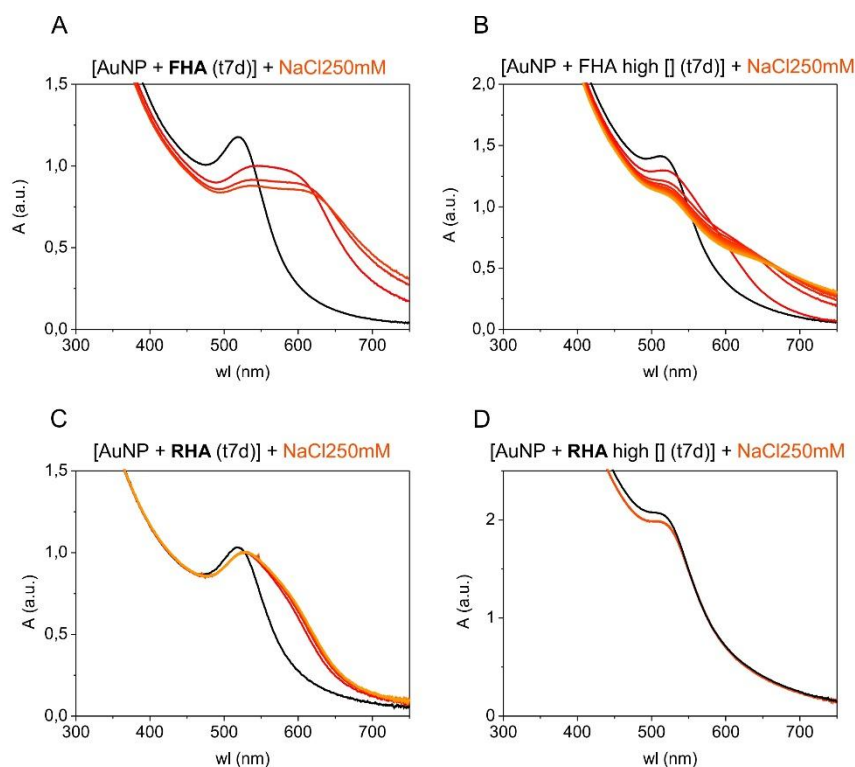 A
[AuNP + FHA (t7d)] + NaCl250mM
1,5
1,0
0,5
0,0
A (a.u.)
300 400 500 600 700
wl (nm)
B
[AuNP + FHA high [] (t7d)] + NaCl250mM
2,0
1,5
1,0
0,5
0,0
A (a.u.)
300 400 500 600 700
wl (nm)
C
[AuNP + RHA (t7d)] + NaCl250mM
1,5
1,0
0,5
0,0
A (a.u.)
300 400 500 600 700
wl (nm)
D
[AuNP + RHA high [] (t7d)] + NaCl250mM
2
1
0
A (a.u.)
300 400 500 600 700
wl (nm)